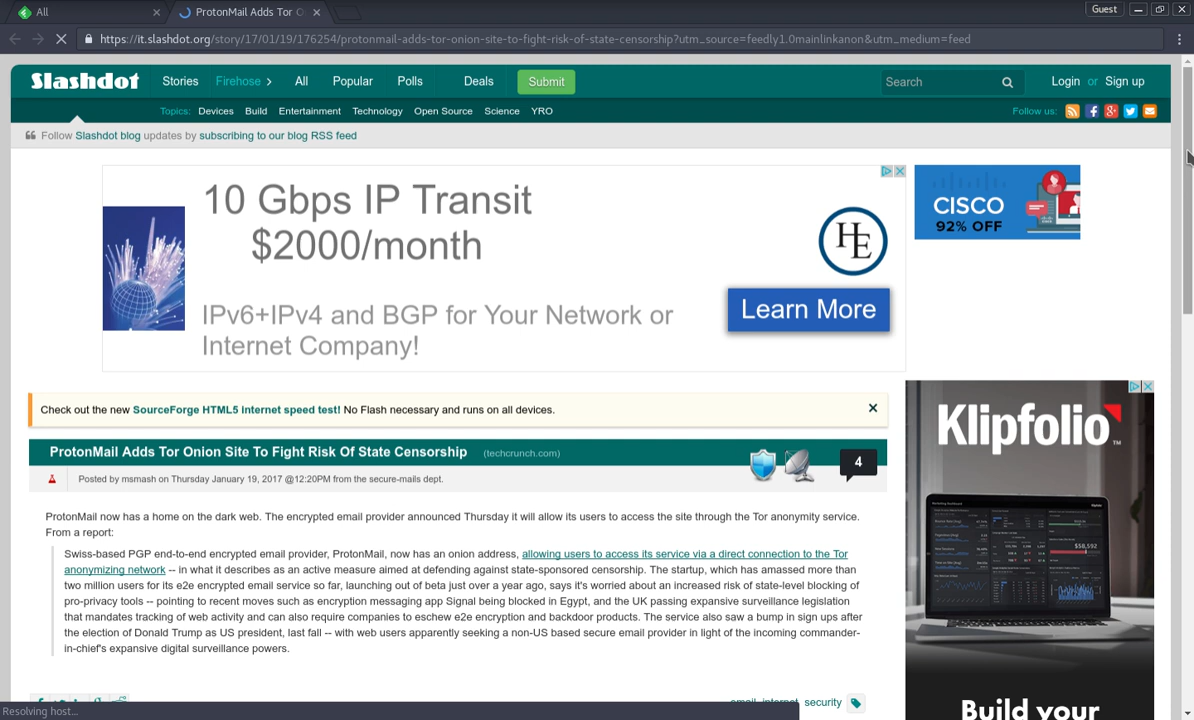 All
ProtonMail Adds Tor O
Guest
https://it.slashdot.org/story/17/01/19/176254/protonmail-adds-tor-onion-site-to-fight-risk-of-state-censorship?utm_source=feedly1.0mainlinkanon&utm_medium=feed
Slashdot Stories Firehose > All Popular Polls Deals Submit Search Login or Sign up
Topics: Devices Build Entertainment Technology Open Source Science YRO Follow us:
Follow Slashdot blog updates by subscribing to our blog RSS feed
10 Gbps IP Transit
$2000/month
IPv6+IPv4 and BGP for Your Network or
Internet Company!
HE
Learn More
CISCO
92% OFF
Check out the new SourceForge HTML5 internet speed test! No Flash necessary and runs on all devices.
ProtonMail Adds Tor Onion Site To Fight Risk Of State Censorship (techcrunch.com)
4
Posted by msmash on Thursday January 19, 2017 @12:20PM from the secure-mails dept.
ProtonMail now has a home on the dark web. The encrypted email provider announced Thursday it will allow its users to access the site through the Tor anonymity service.
From a report:
Swiss-based PGP end-to-end encrypted email provider, ProtonMail, now has an onion address, allowing users to access its service via a direct connection to the Tor
anonymizing network -- in what it describes as an active measure aimed at defending against state-sponsored censorship. The startup, which has amassed more than
two million users for its e2e encrypted email service so far, launching out of beta just over a year ago, says it's worried about an increased risk of state-level blocking of
pro-privacy tools -- pointing to recent moves such as encryption messaging app Signal being blocked in Egypt, and the UK passing expansive surveillance legislation
that mandates tracking of web activity and can also require companies to eschew e2e encryption and backdoor products. The service also saw a bump in sign ups after
the election of Donald Trump as US president, last fall -- with web users apparently seeking a non-US based secure email provider in light of the incoming commander-
in-chief's expansive digital surveillance powers.
email internet security
Klipfolio™
$58,592
Build your
Resolving host...